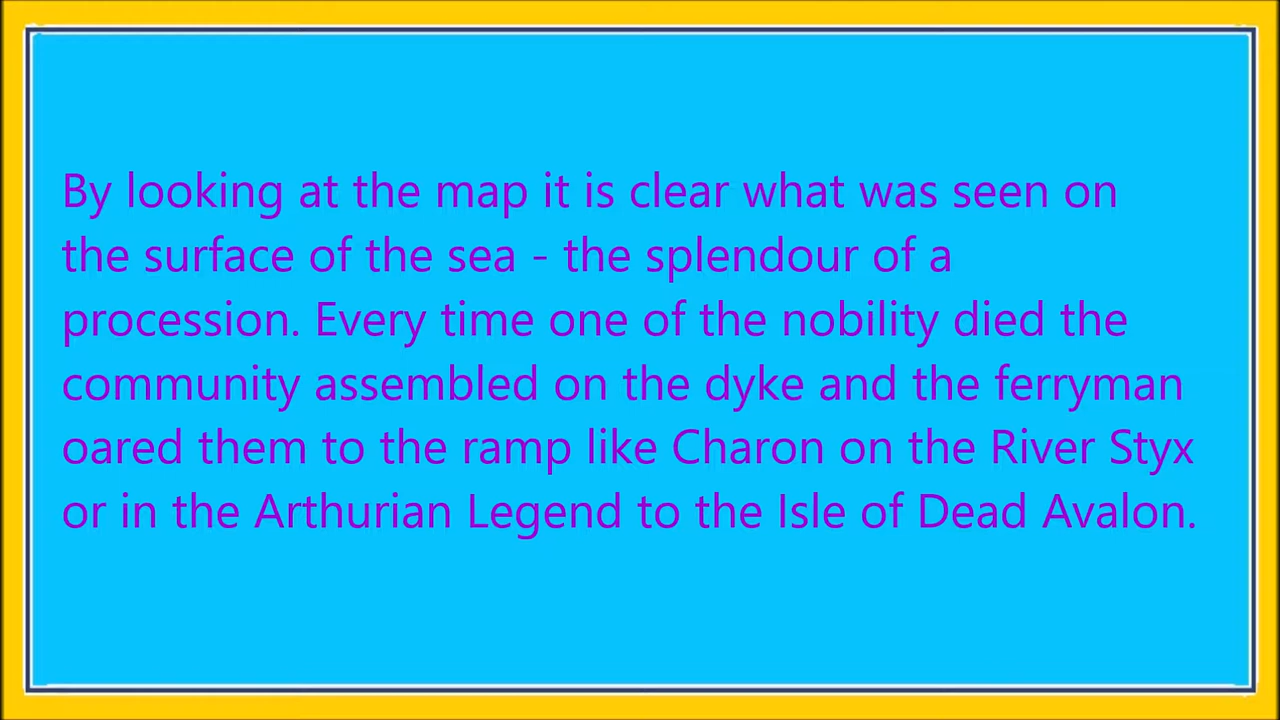 By looking at the map it is clear what was seen on
the surface of the sea - the splendour of a
procession. Every time one of the nobility died the
community assembled on the dyke and the ferryman
oared them to the ramp like Charon on the River Styx
or in the Arthurian Legend to the Isle of Dead Avalon.